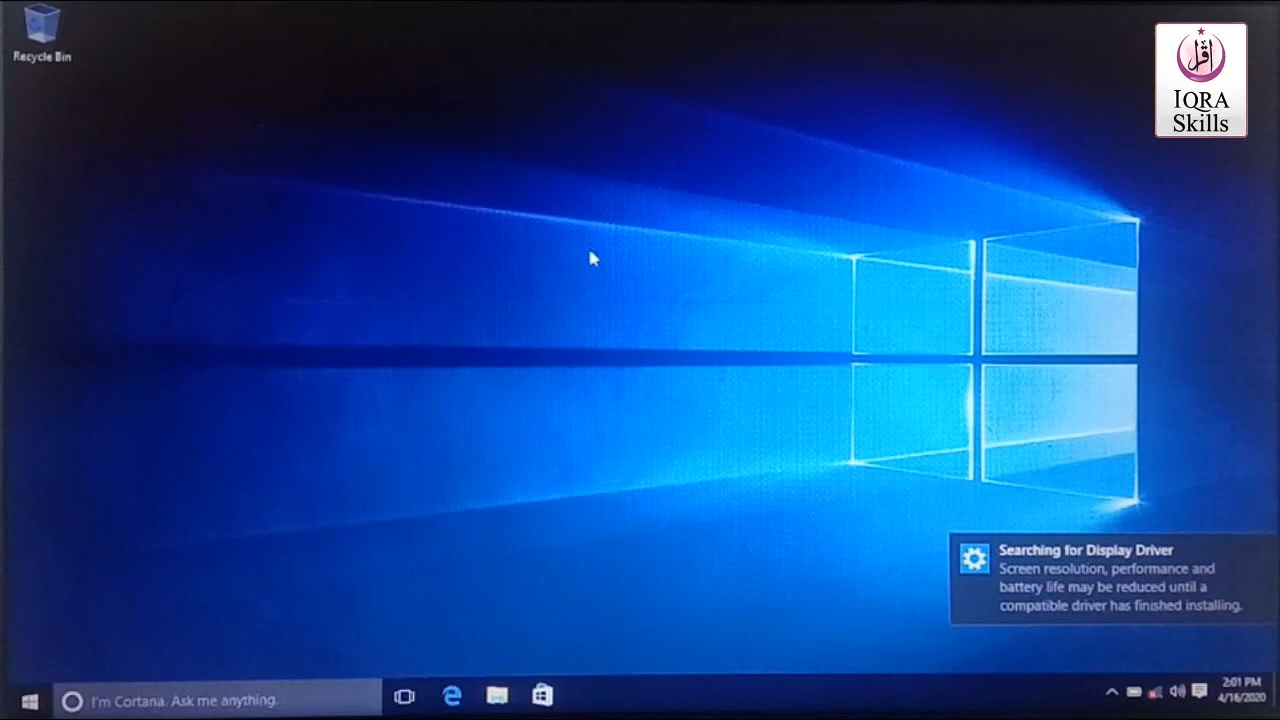 Recycle Bin
اقرأ
IQRA
Skills
Searching for Display Driver
Screen resolution, performance and
battery life may be reduced until a
compatible driver has finished installing.
I'm Cortana. Ask me anything.
2:01 PM
4/16/2020